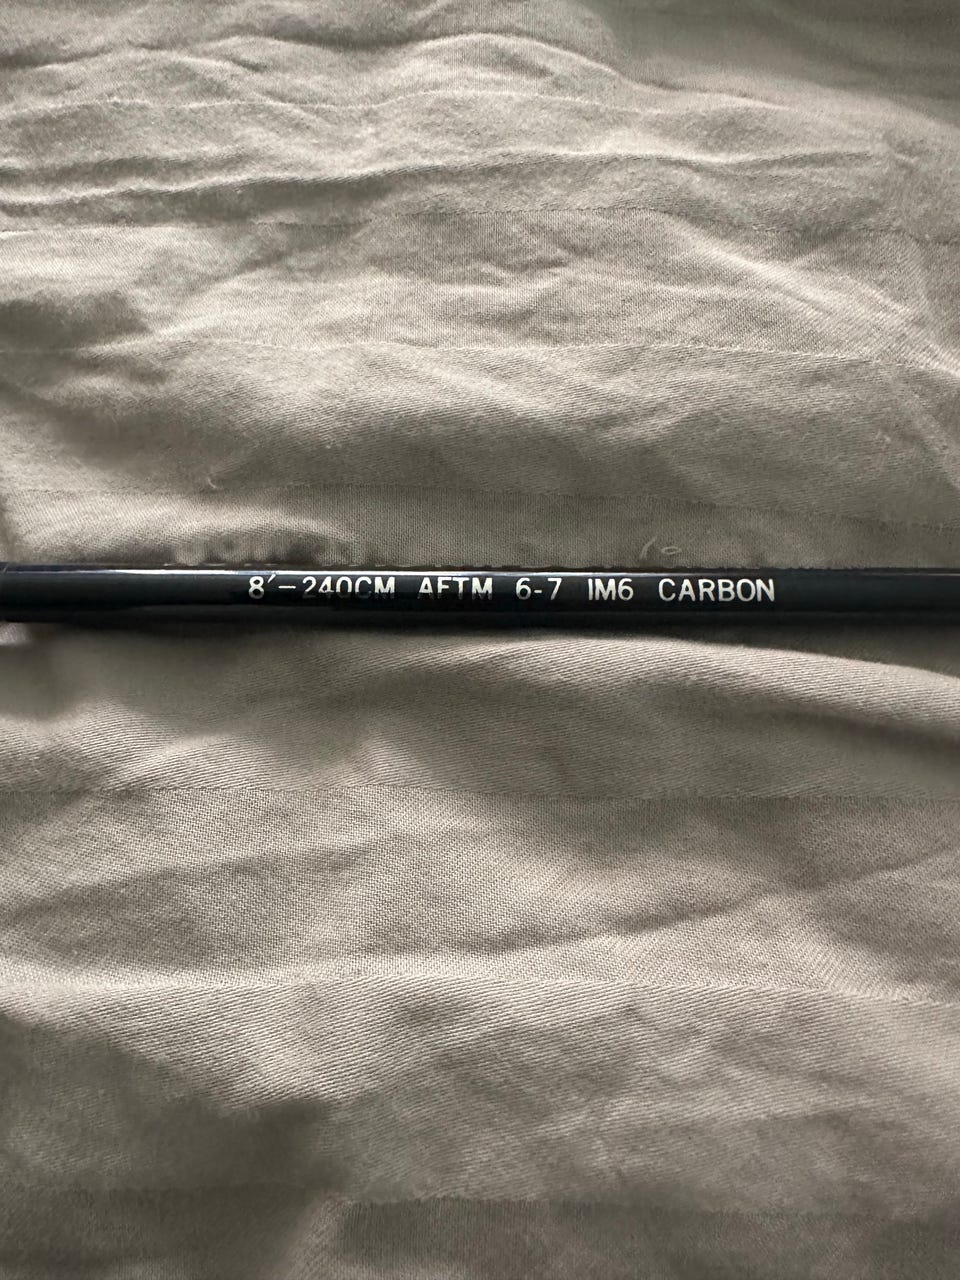 8′–240CM AFTM 6-7 IM6 CARBON